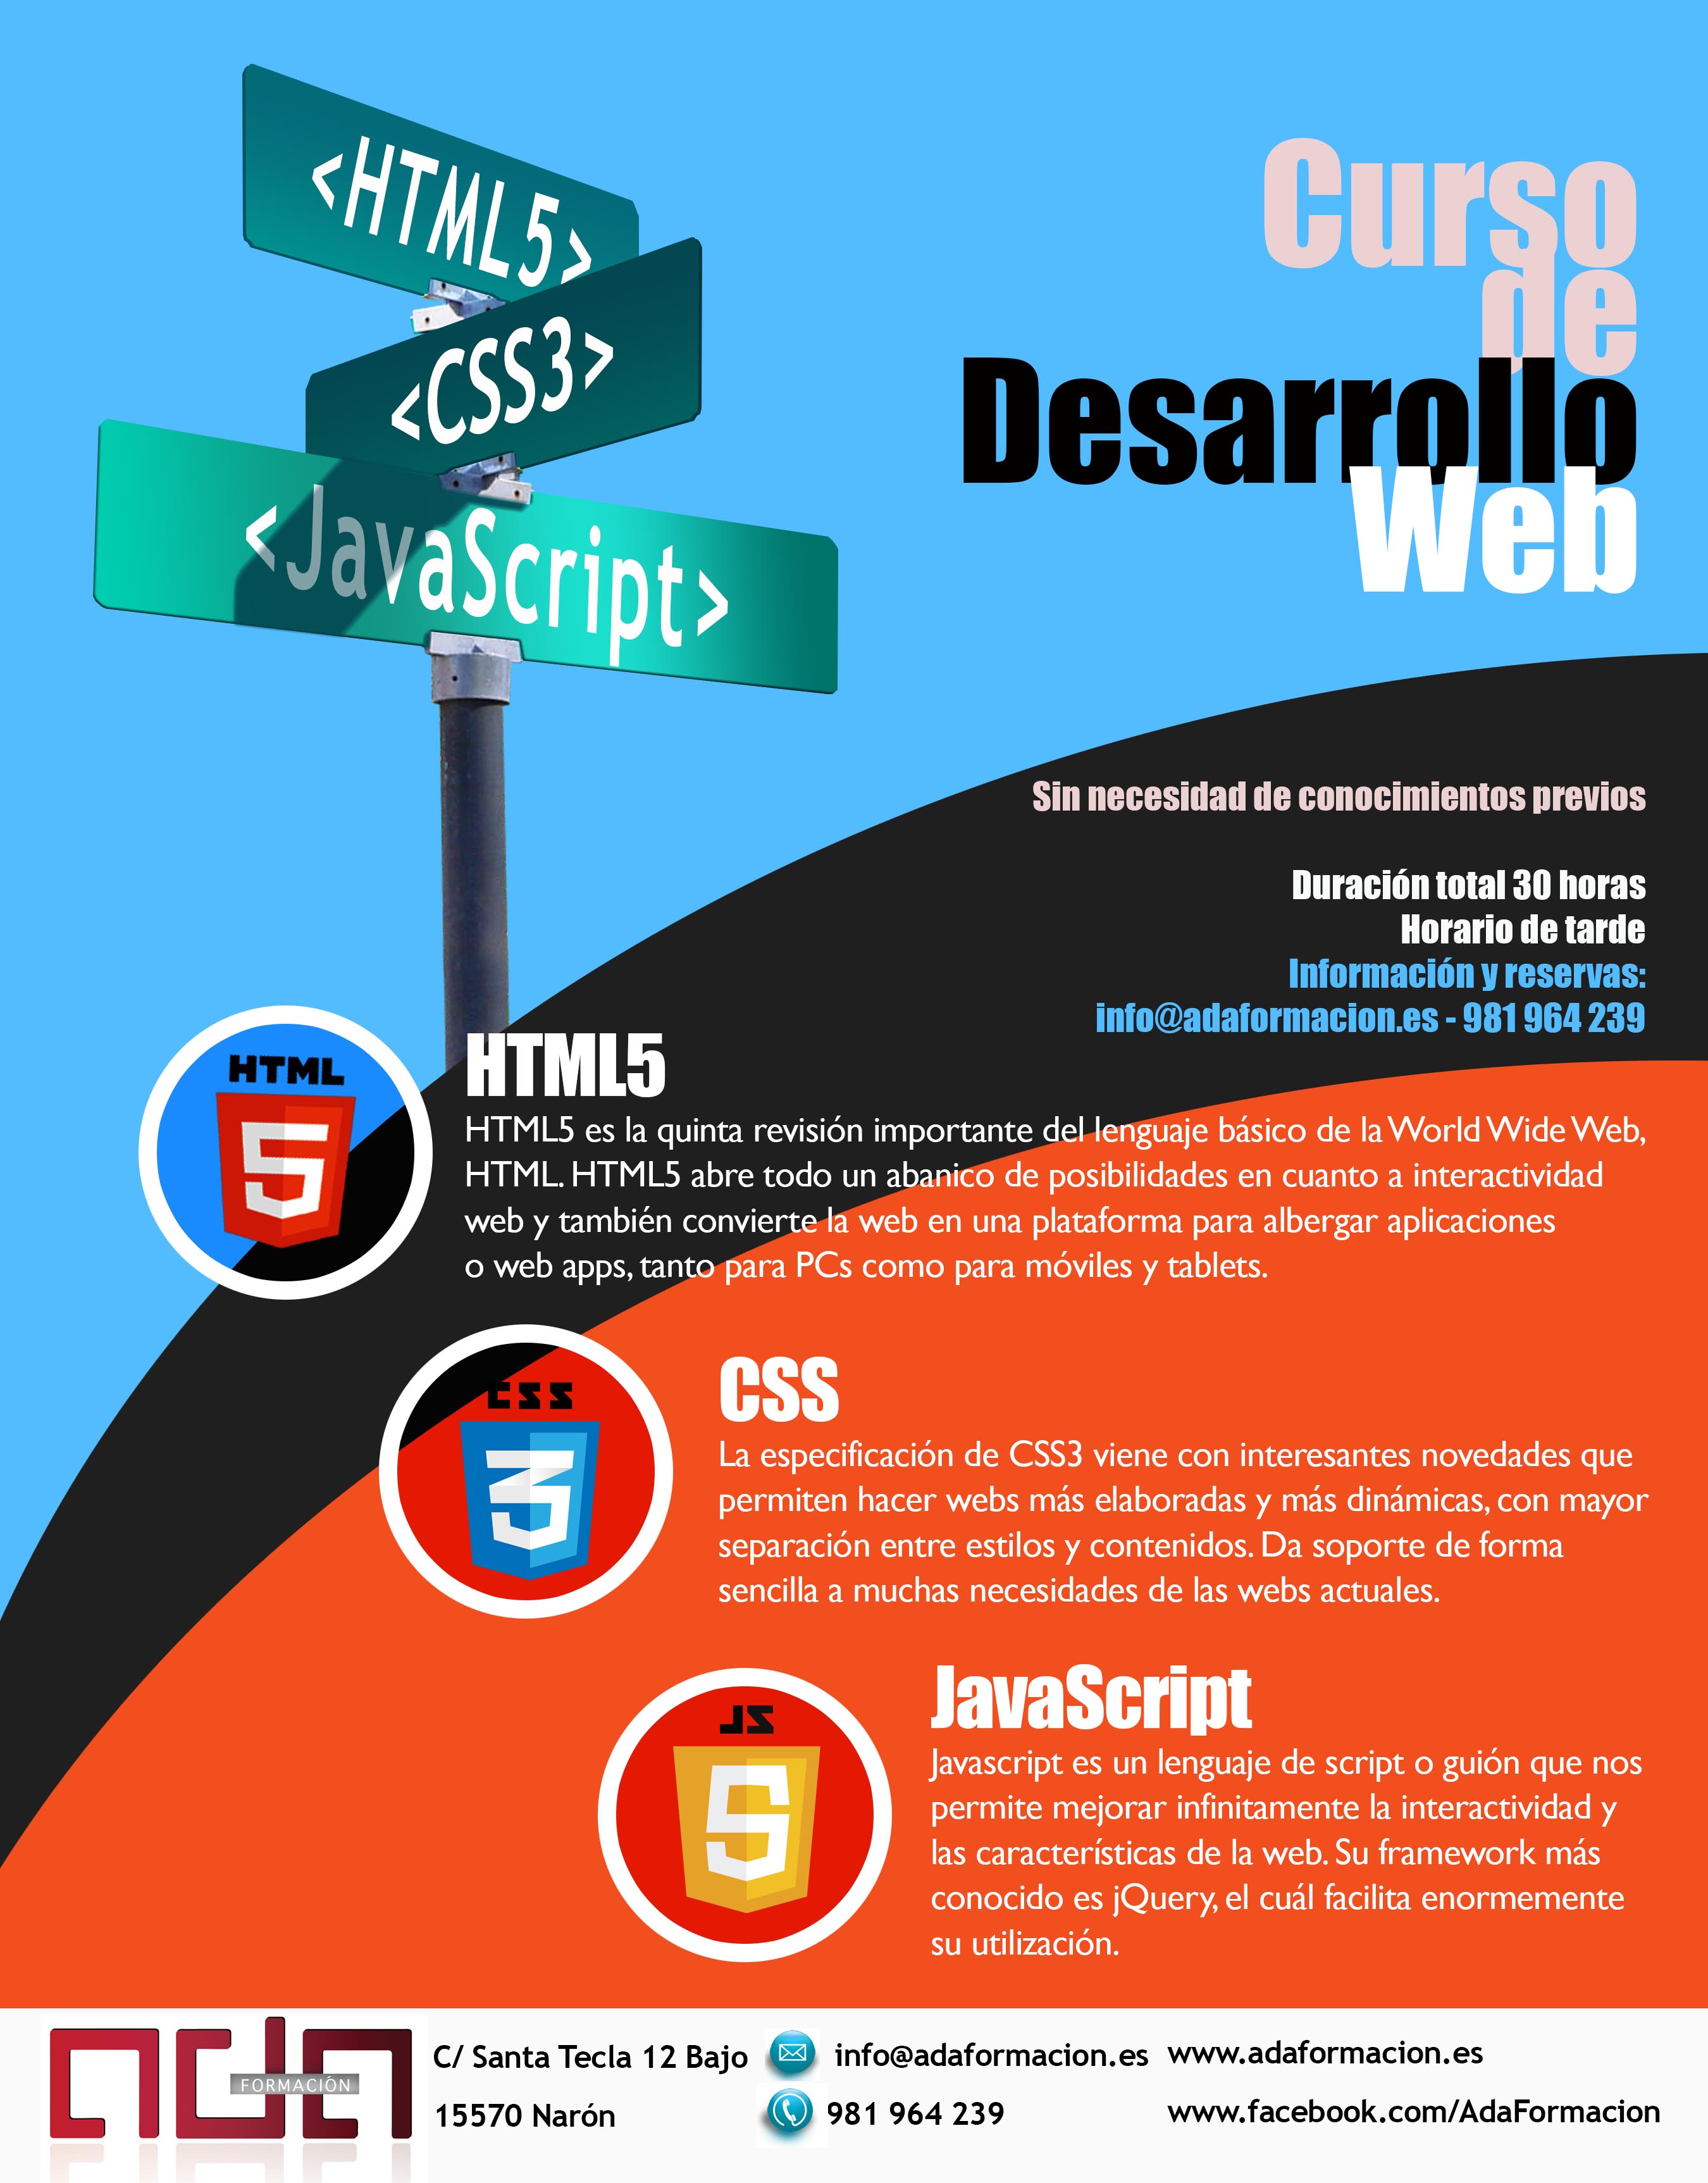 <HTML5>
<CSS3>
<JavaScript>
Curso
de
Desarrollo
Web
Sin necesidad de conocimientos previos
Duración total 30 horas
Horario de tarde
Información y reservas:
info@adaformacion.es - 981 964 239
HTML
5
HTML5
HTML5 es la quinta revisión importante del lenguaje básico de la World Wide Web,
HTML. HTML5 abre todo un abanico de posibilidades en cuanto a interactividad
web y también convierte la web en una plataforma para albergar aplicaciones
o web apps, tanto para PCs como para móviles y tablets.
CSS
3
CSS
La especificación de CSS3 viene con interesantes novedades que
permiten hacer webs más elaboradas y más dinámicas, con mayor
separación entre estilos y contenidos. Da soporte de forma
sencilla a muchas necesidades de las webs actuales.
JS
5
JavaScript
Javascript es un lenguaje de script o guión que nos
permite mejorar infinitamente la interactividad y
las características de la web. Su framework más
conocido es jQuery, el cuál facilita enormemente
su utilización.
ada
FORMACIÓN
C/ Santa Tecla 12 Bajo
15570 Narón
info@adaformacion.es
981 964 239
www.adaformacion.es
www.facebook.com/AdaFormacion